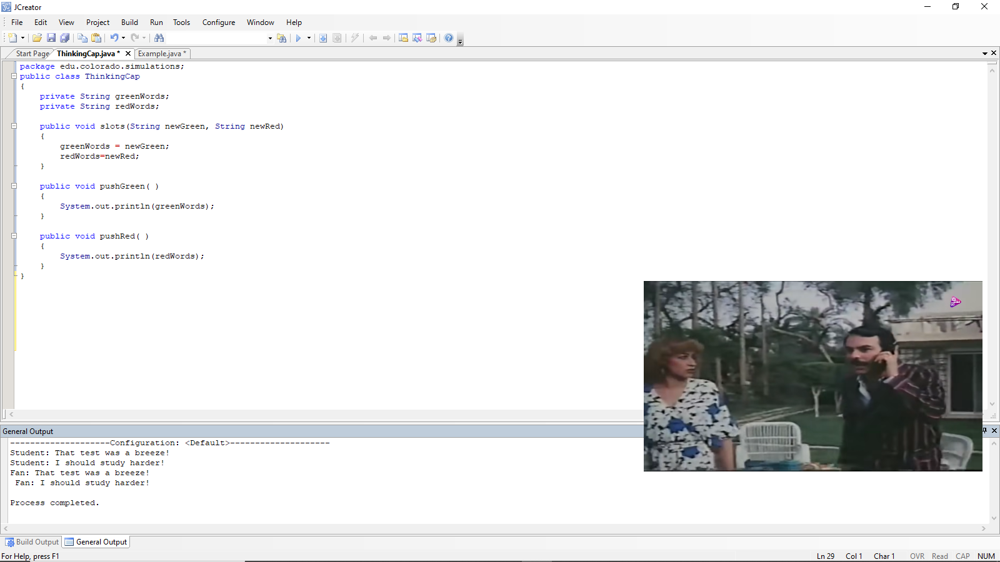 JCreator
File Edit View Project Build Run Tools Configure Window Help
Start Page ThinkingCap.java * Example.java *
package edu.colorado.simulations;
public class ThinkingCap
{
private String greenWords;
private String redWords;
public void slots(String newGreen, String newRed)
{
greenWords = newGreen;
redWords=newRed;
}
public void pushGreen( )
{
System.out.println(greenWords);
}
public void pushRed( )
{
System.out.println(redWords);
}
}
General Output
--------------------Configuration: <Default>--------------------
Student: That test was a breeze!
Student: I should study harder!
Fan: That test was a breeze!
Fan: I should study harder!
Process completed.
Build Output General Output
For Help, press F1 Ln 29 Col 1 Char 1 OVR Read CAP NUM